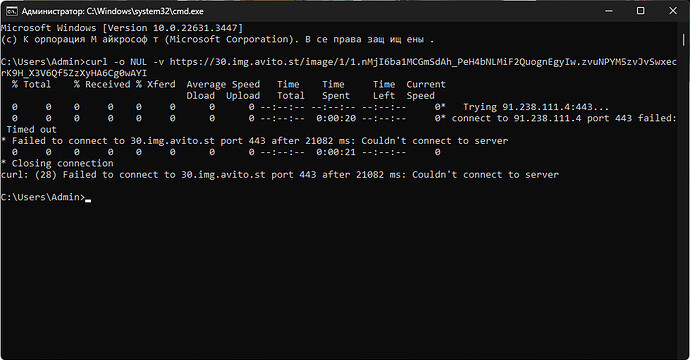 Администратор: C:\Windows\system32\cmd.exe
Microsoft Windows [Version 10.0.22631.3447]
(c) К орпорация М айкрософ т (Microsoft Corporation). В се права защ ищ ены .
C:\Users\Admin>curl -o NUL -v https://30.img.avito.st/image/1/1.nMjI6ba1MCGmSdAh_PeH4bNLMiF2QuognEgyIw.zvuNPYM5zvJvSwxec
rK9H_X3V6Qf5ZzXyHA6Cg0wAYI
% Total % Received % Xferd Average Speed Time Time Time Current
Dload Upload Total Spent Left Speed
0 0 0 0 0 0 0 0 --:--:-- --:--:-- --:--:-- 0* Trying 91.238.111.4:443...
0 0 0 0 0 0 0 0 --:--:-- 0:00:20 --:--:-- 0* connect to 91.238.111.4 port 443 failed:
Timed out
* Failed to connect to 30.img.avito.st port 443 after 21082 ms: Couldn't connect to server
0 0 0 0 0 0 0 0 --:--:-- 0:00:21 --:--:-- 0
* Closing connection
curl: (28) Failed to connect to 30.img.avito.st port 443 after 21082 ms: Couldn't connect to server
C:\Users\Admin>